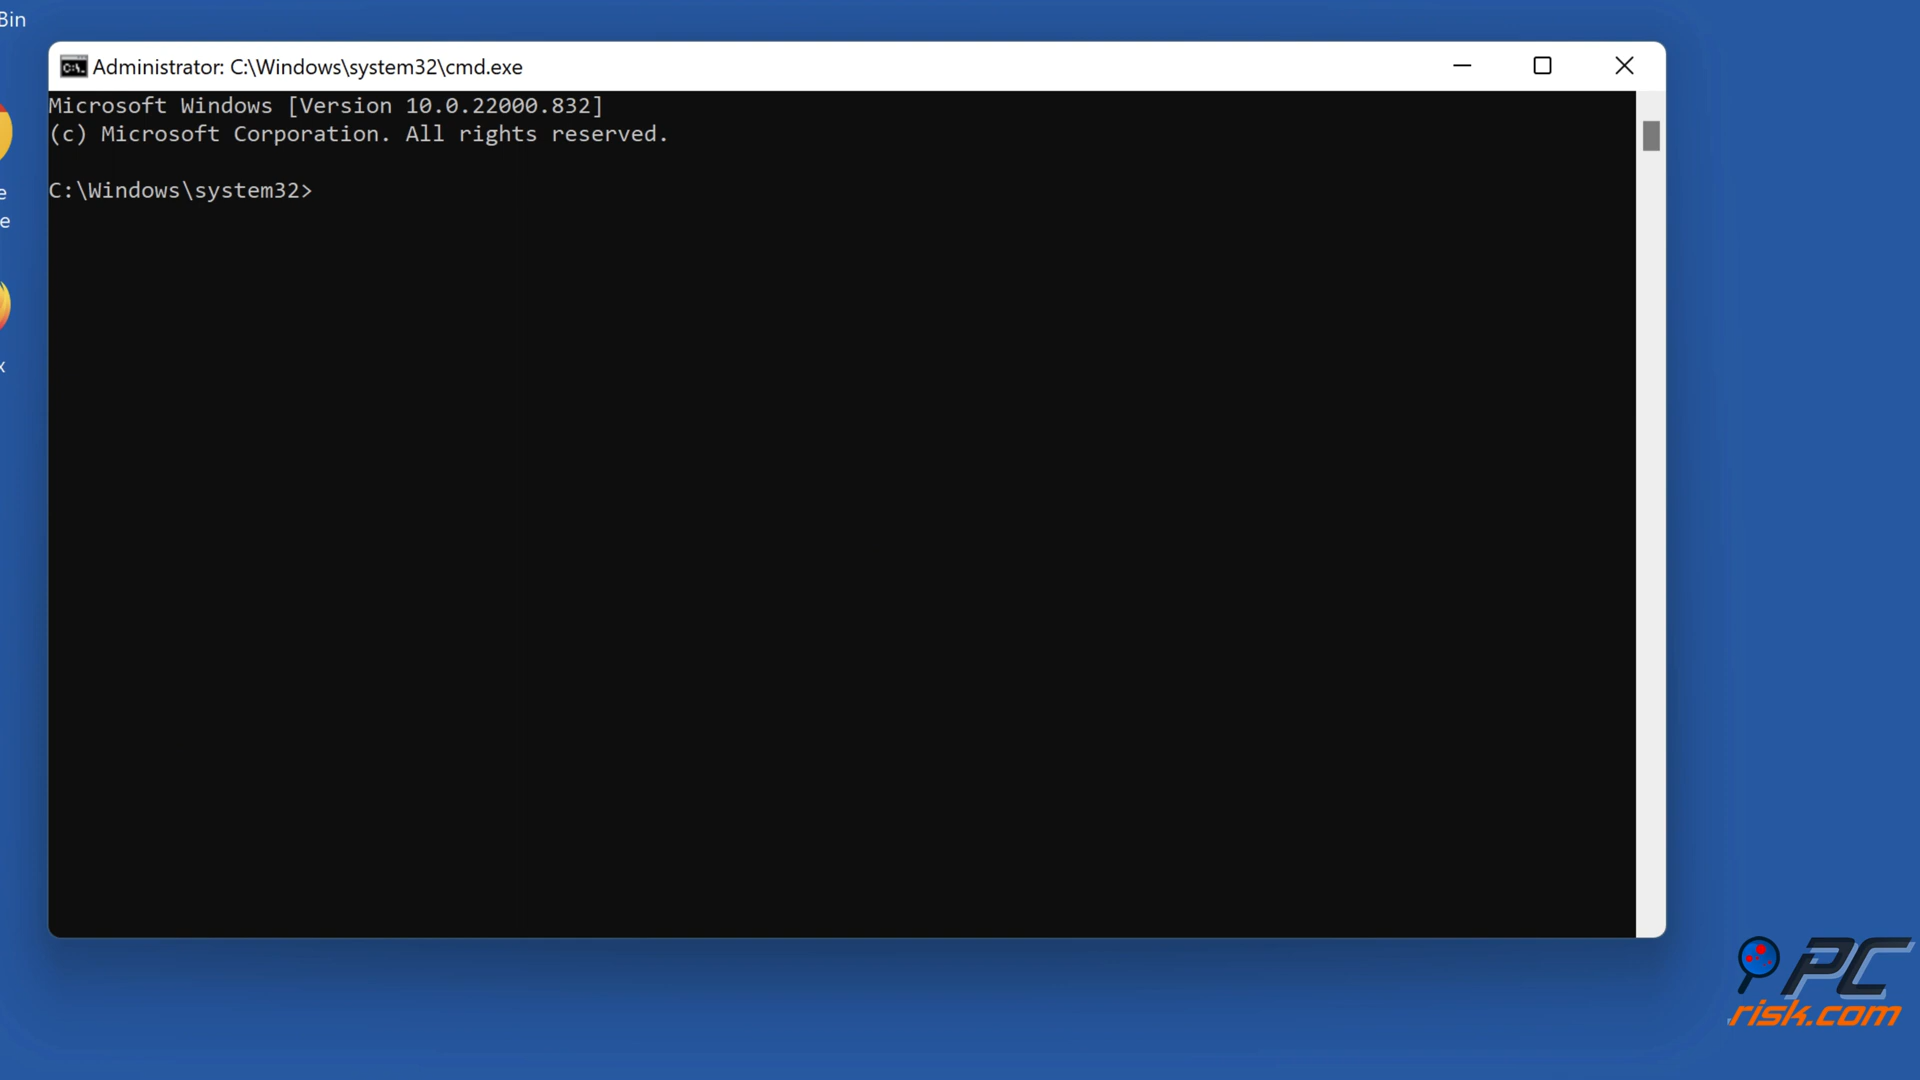 Bin
Administrator: C:\Windows\system32\cmd.exe
C:\.
Microsoft Windows [Version 10.0.22000.832]
(c) Microsoft Corporation. All rights reserved.
C:\Windows\system32>
e
e
x
PC
risk.com